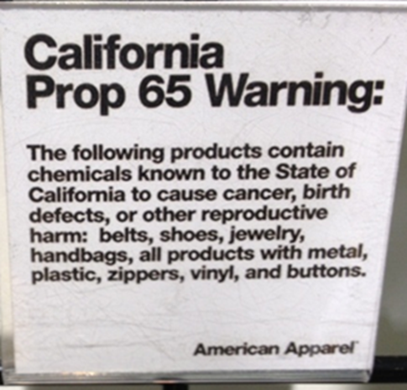 California
Prop 65 Warning:
The following products contain
chemicals known to the State of
California to cause cancer, birth
defects, or other reproductive
harm:  belts, shoes, jewelry,
handbags, all products with metal,
plastic, zippers, vinyl, and buttons.
American Apparel